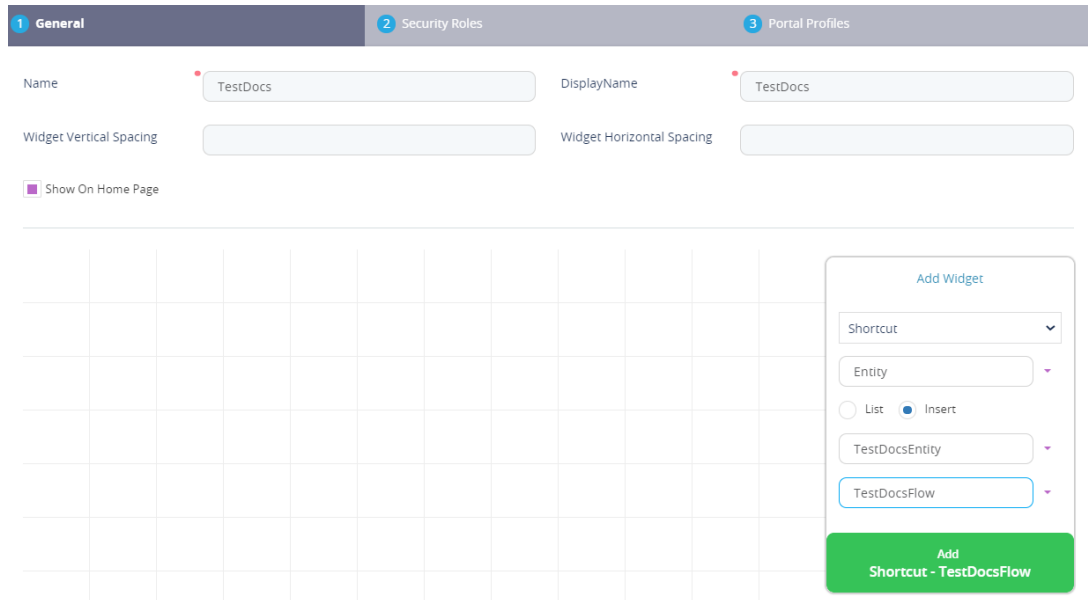 1 General 2 Security Roles 3 Portal Profiles
Name TestDocs DisplayName TestDocs
Widget Vertical Spacing Widget Horizontal Spacing
Show On Home Page
Add Widget
Shortcut
Entity
List Insert
TestDocsEntity
TestDocsFlow
Add
Shortcut - TestDocsFlow